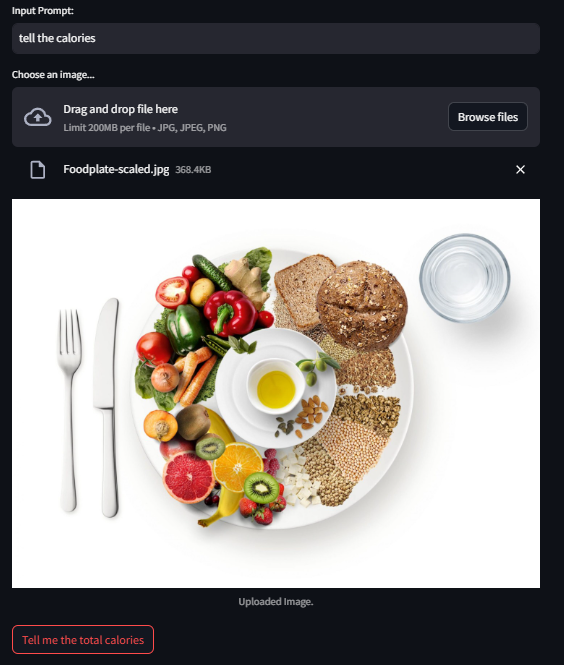 Input Prompt:
tell the calories
Choose an image...
Drag and drop file here
Limit 200MB per file • JPG, JPEG, PNG
Browse files
Foodplate-scaled.jpg 368.4KB
Uploaded Image.
Tell me the total calories